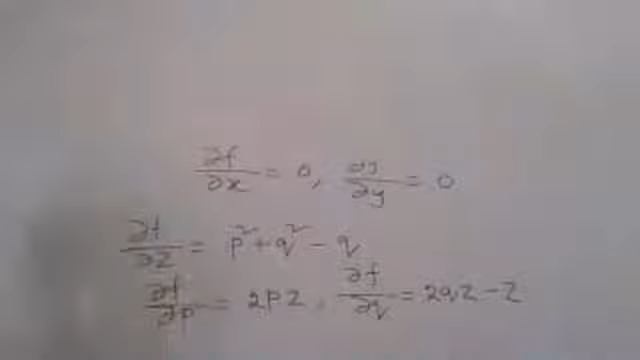 ∂f/∂x = 0, ∂f/∂y = 0
∂f/∂z = p² + q² - q
∂f/∂p = 2pz, ∂f/∂q = 2qz - z